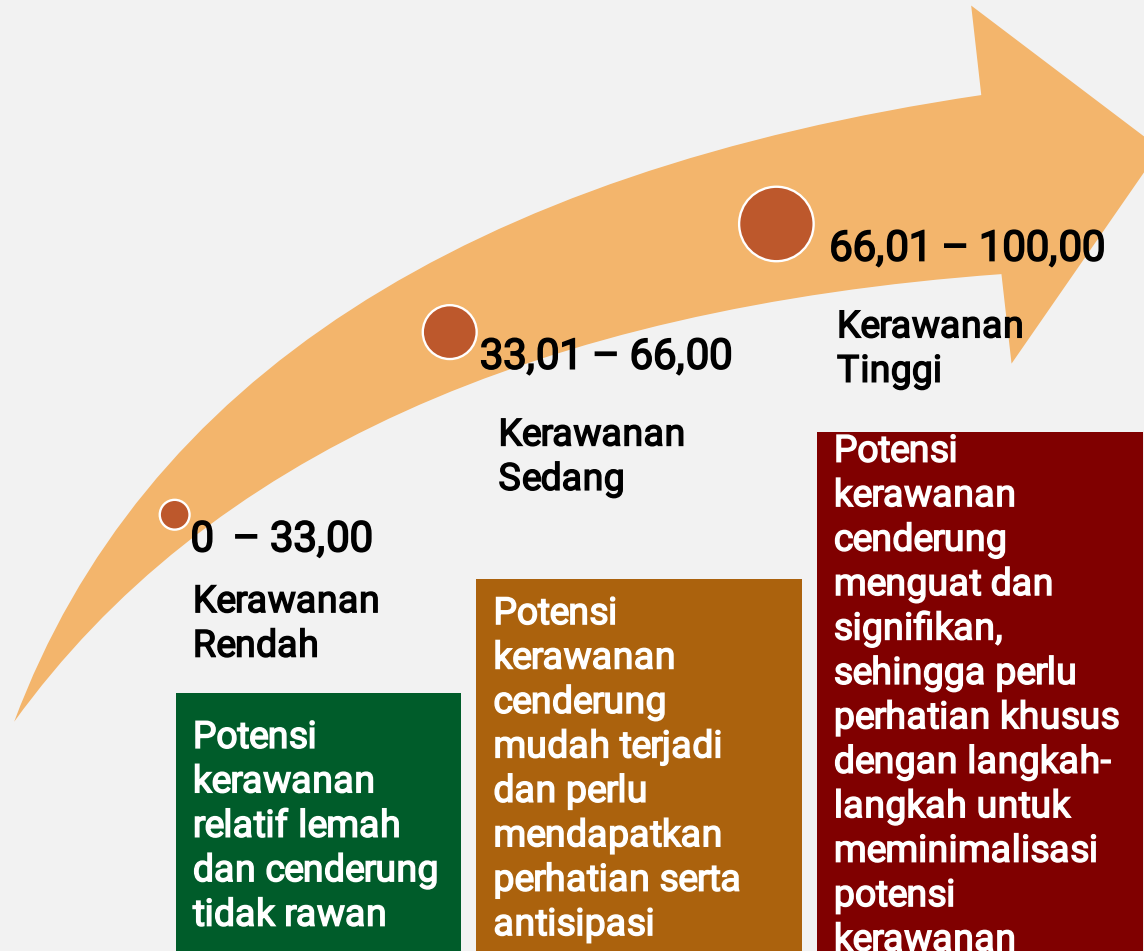 66,01 – 100,00
Kerawanan
Tinggi
33,01 – 66,00
Kerawanan
Sedang
0 – 33,00
Kerawanan
Rendah
Potensi
kerawanan
relatif lemah
dan cenderung
tidak rawan
Potensi
kerawanan
cenderung
mudah terjadi
dan perlu
mendapatkan
perhatian serta
antisipasi
Potensi
kerawanan
cenderung
menguat dan
signifikan,
sehingga perlu
perhatian khusus
dengan langkah-
langkah untuk
meminimalisasi
potensi
kerawanan